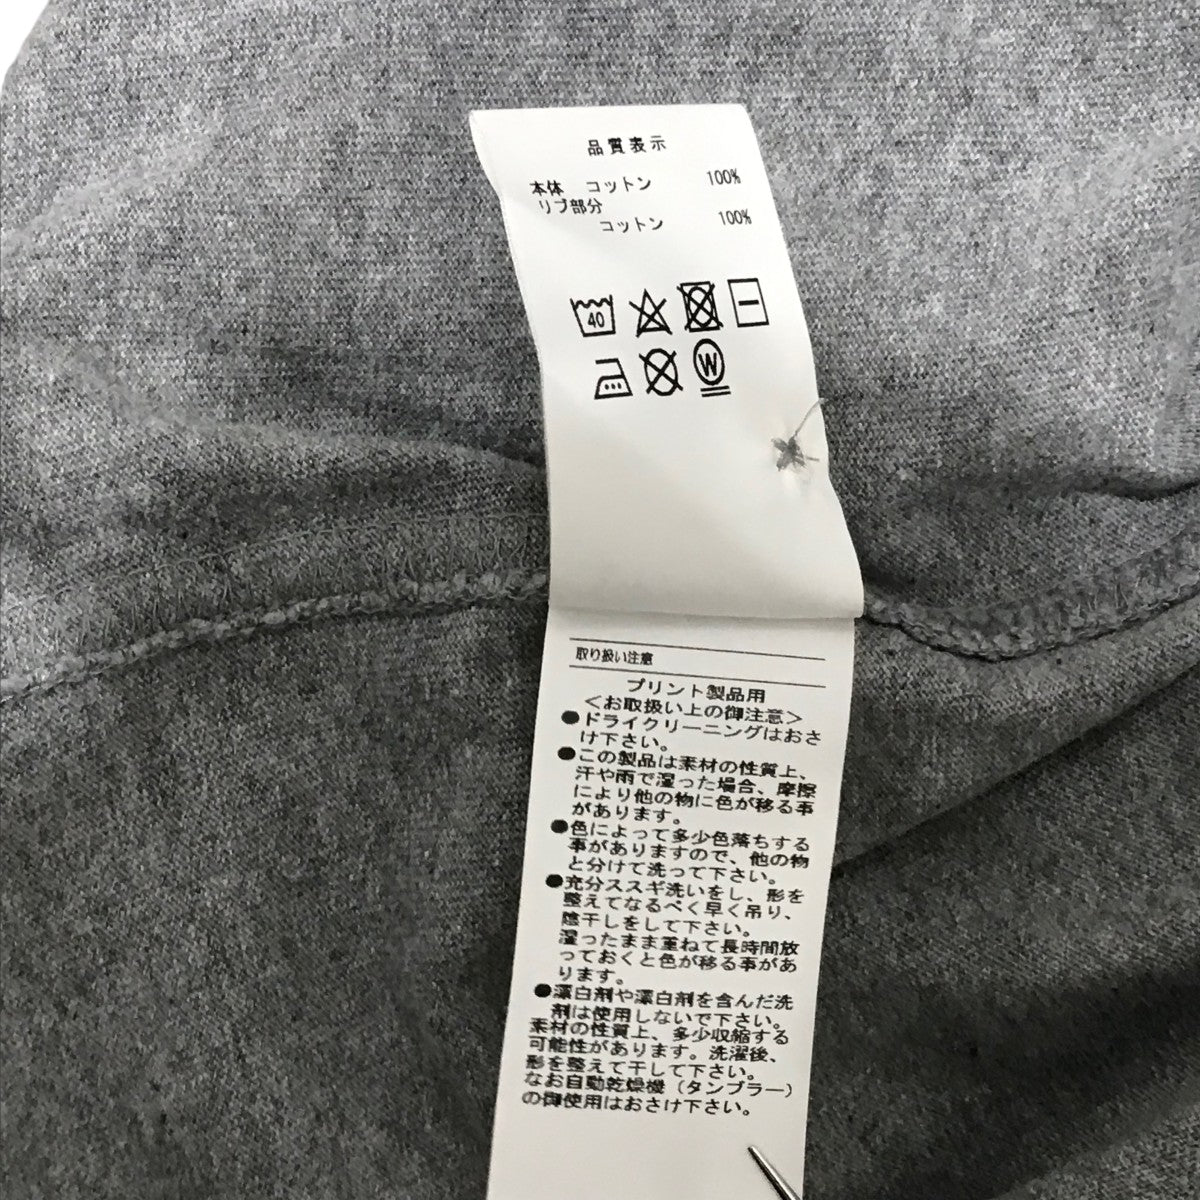 品質表示
本体 コットン 100%
リブ部分
コットン 100%
40
W
取り扱い注意
プリント製品用
<お取扱い上の御注意>
●ドライクリーニングはおさ
け下さい。
●この製品は素材の性質上、
汗や雨で湿った場合、摩擦
により他の物に色が移る事
があります。
●色によって多少色落ちする
事がありますので、他の物
と分けて洗って下さい。
●充分ススギ洗いをし、形を
整えてなるべく早く吊り、
陰干しをして下さい。
湿ったまま重ねて長時間放
っておくと色が移る事があ
ります。
●漂白剤や漂白剤を含んだ洗
剤は使用しないで下さい。
素材の性質上、多少収縮する
可能性があります。洗濯後、
形を整えて干して下さい。
なお自動乾燥機(タンブラー)
の御使用はおさけ下さい。